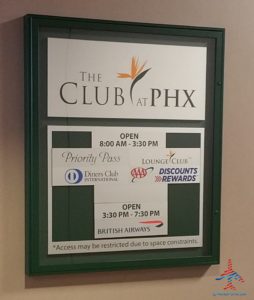 THE
CLUB AT PHX
OPEN
8:00 AM - 3:30 PM
Priority Pass
LOUNGE CLUB
Diners Club
INTERNATIONAL
AAA
DISCOUNTS
& REWARDS
OPEN
3:30 PM - 7:30 PM
BRITISH AIRWAYS
*Access may be restricted due to space constraints.